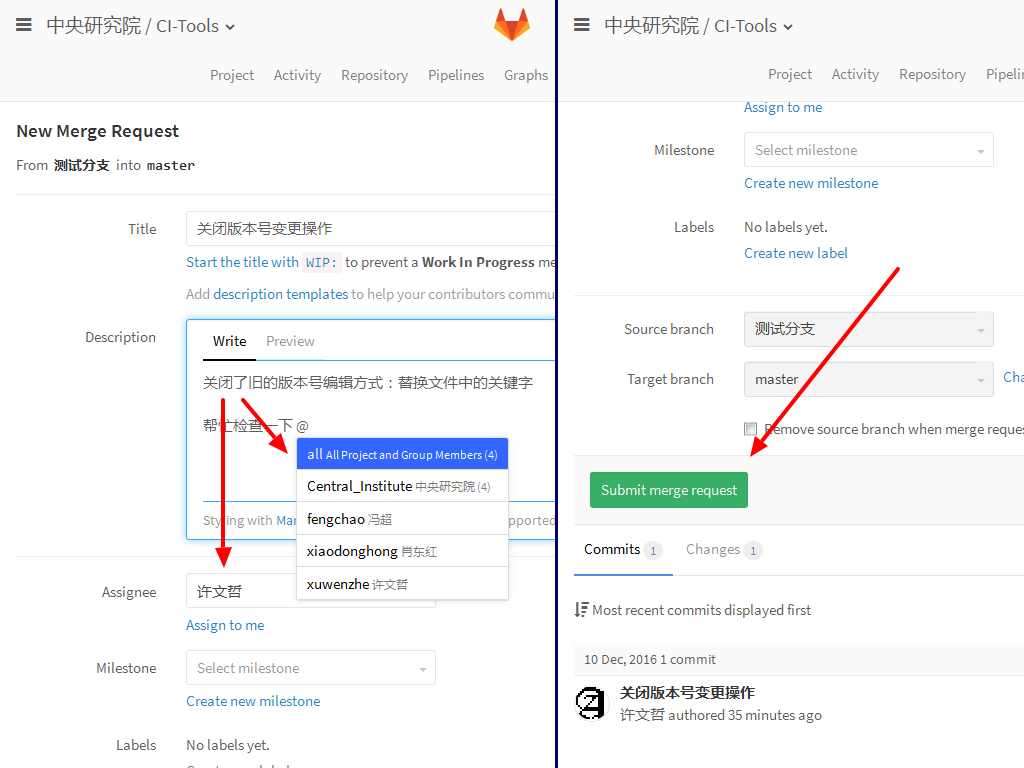 中央研究院 / CI-Tools
Project Activity Repository Pipelines Graphs
New Merge Request
From 测试分支 into master
Title
关闭版本号变更操作
Start the title with WIP: to prevent a Work In Progress me
Add description templates to help your contributors commu
Description
Write Preview
关闭了旧的版本号编辑方式：替换文件中的关键字
帮忙检查一下 @
all All Project and Group Members (4)
Central_Institute 中央研究院 (4)
fengchao 冯超
xiaodonghong 肖东红
xuwenzhe 许文哲
Styling with Mar
pported
Assignee
许文哲
Assign to me
Milestone
Select milestone
Create new milestone
Labels
No labels yet.
中央研究院 / CI-Tools
Project Activity Repository Pipelin
Assign to me
Milestone
Select milestone
Create new milestone
Labels
No labels yet.
Create new label
Source branch
测试分支
Target branch
master
Cha
Remove source branch when merge reques
Submit merge request
Commits 1 Changes 1
Most recent commits displayed first
10 Dec, 2016 1 commit
关闭版本号变更操作
许文哲 authored 35 minutes ago